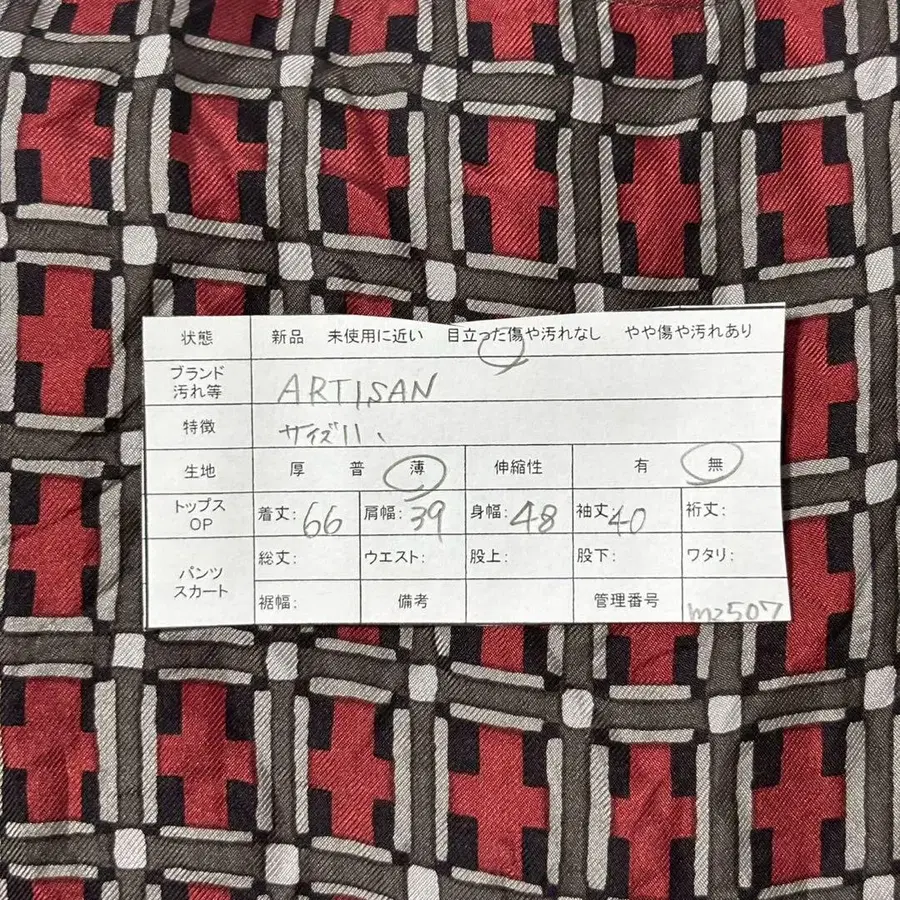 状態 新品 未使用に近い 目立った傷や汚れなし やや傷や汚れあり
ブランド
汚れ等 ARTISAN
特徴 サイズ11、
生地 厚 普 薄 伸縮性 有 無
トップス
OP 着丈:66 肩幅:39 身幅:48 袖丈:40 裄丈:
総丈: ウエスト: 股上: 股下: ワタリ:
パンツ
スカート
裾幅: 備考 管理番号 m2507